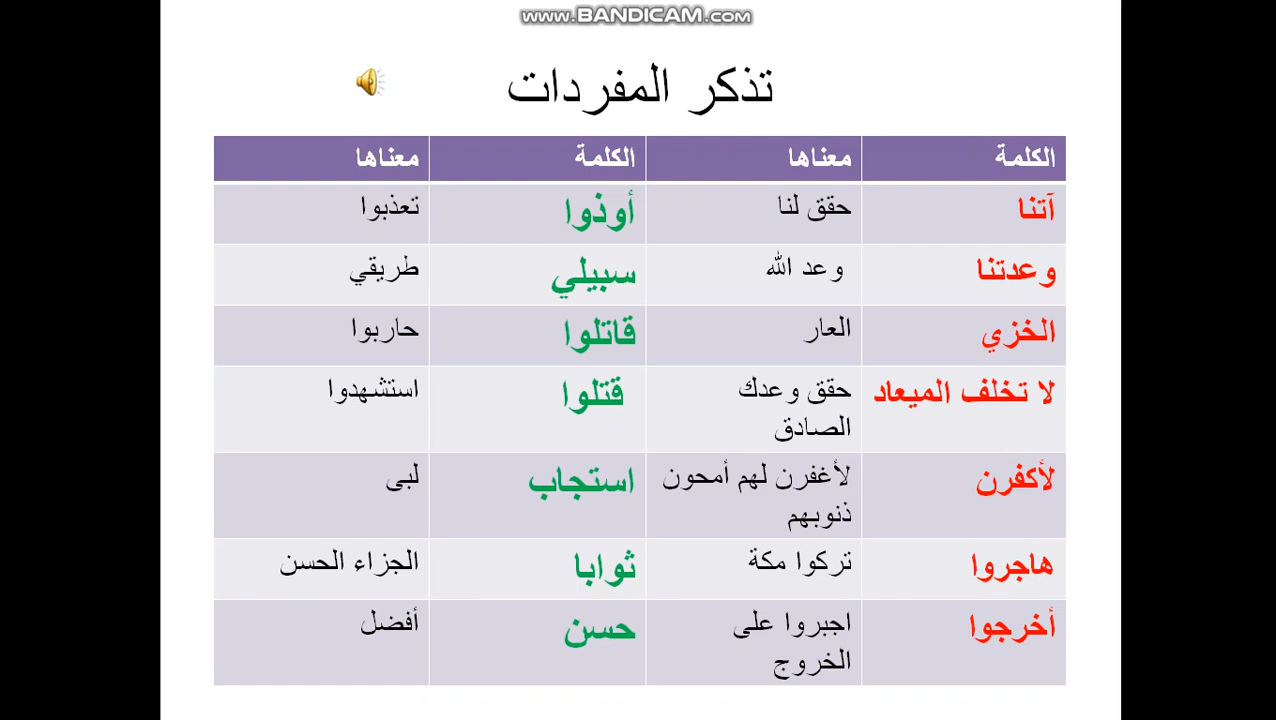 www.BANDICAM.com
تذكر المفردات
الكلمة معناها الكلمة معناها
آتنا حقق لنا أوذوا تعذبوا
وعدتنا وعد الله سبيلي طريقي
الخزي العار قاتلوا حاربوا
لا تخلف الميعاد حقق وعدك قتلوا استشهدوا
الصادق
لأكفرن لأغفرن لهم أمحون استجاب لبى
ذنوبهم
هاجروا تركوا مكة ثوابا الجزاء الحسن
أخرجوا اجبروا على حسن أفضل
الخروج